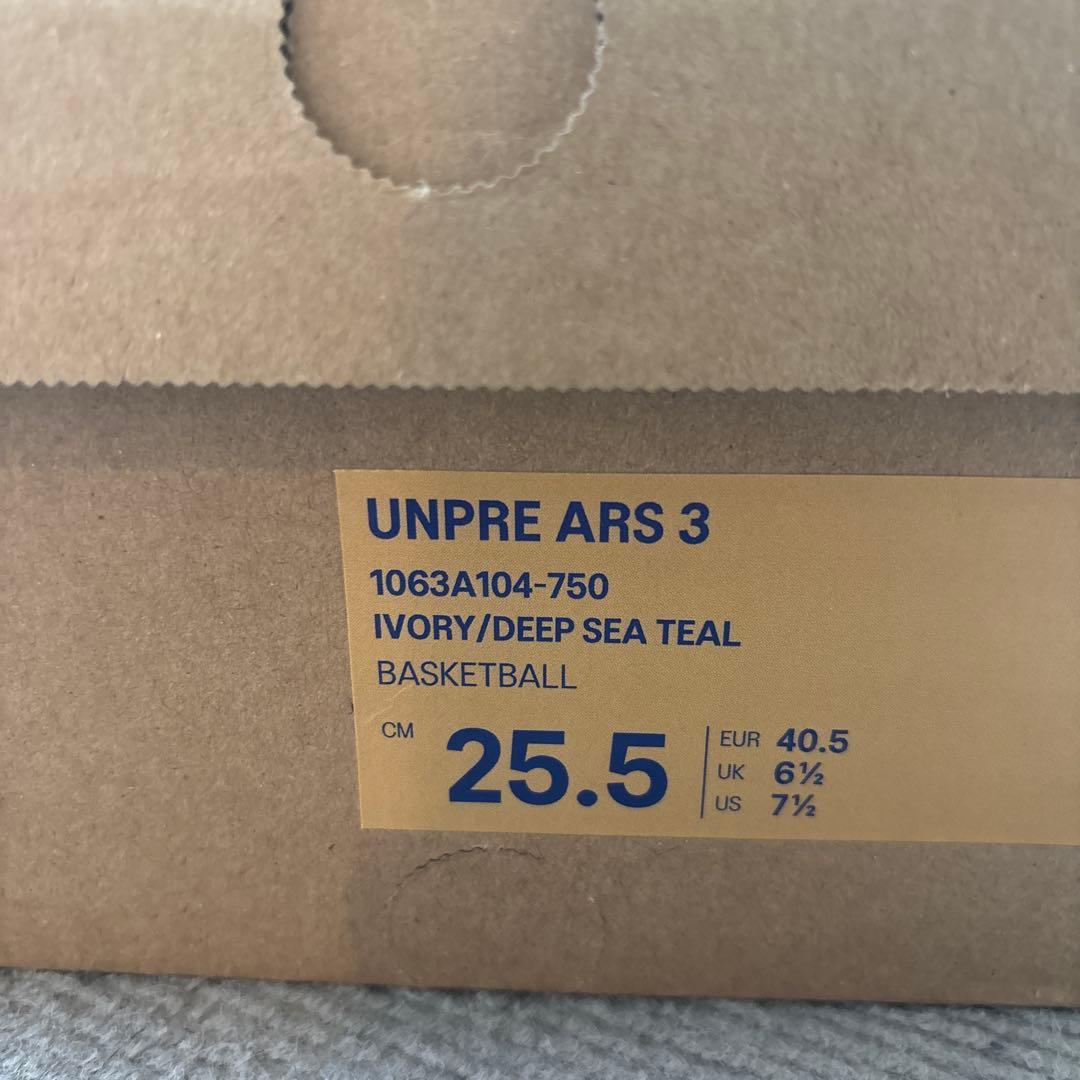 UNPRE ARS 3
1063A104-750
IVORY/DEEP SEA TEAL
BASKETBALL
CM 25.5
EUR 40.5
UK 6½
US 7½